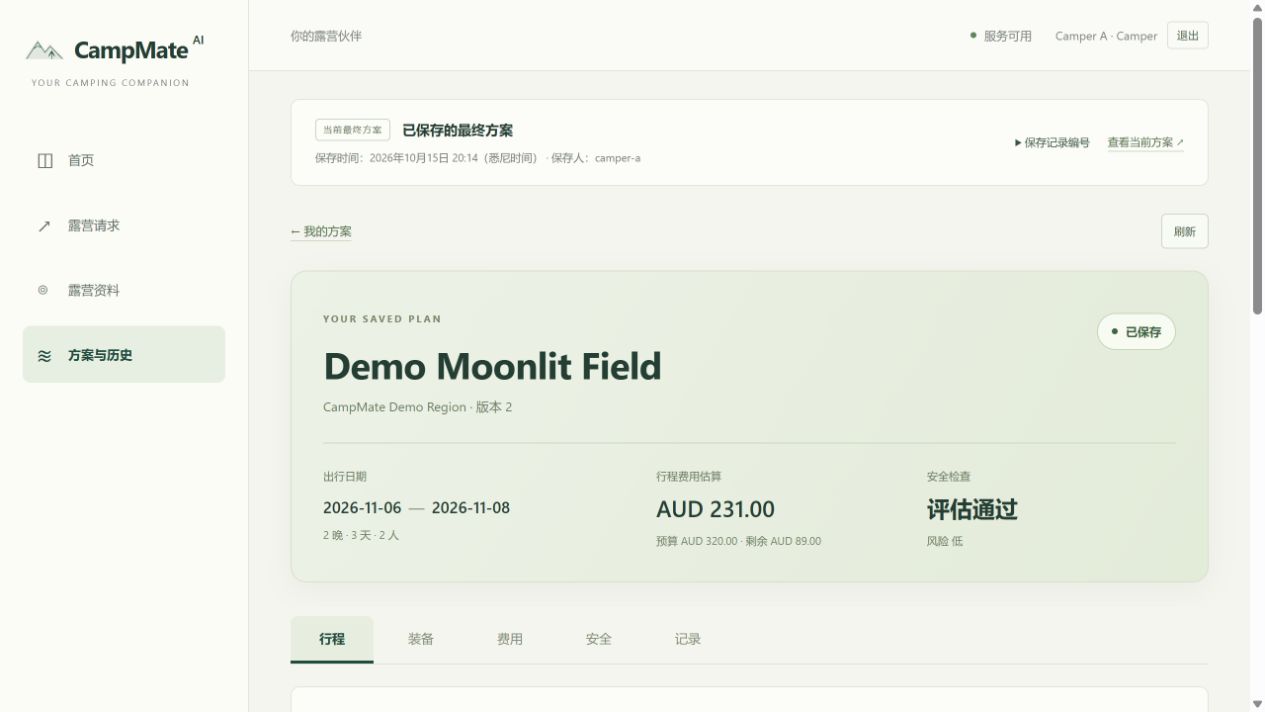 CampMate AI
YOUR CAMPING COMPANION
首页
露营请求
露营资料
方案与历史
你的露营伙伴
服务可用
Camper A · Camper
退出
当前最终方案
已保存的最终方案
保存时间：2026年10月15日 20:14（悉尼时间） · 保存人：camper-a
▶ 保存记录编号
查看当前方案 ↗
← 我的方案
刷新
YOUR SAVED PLAN
已保存
Demo Moonlit Field
CampMate Demo Region · 版本 2
出行日期
2026-11-06 — 2026-11-08
2 晚 · 3 天 · 2 人
行程费用估算
AUD 231.00
预算 AUD 320.00 · 剩余 AUD 89.00
安全检查
评估通过
风险 低
行程
装备
费用
安全
记录